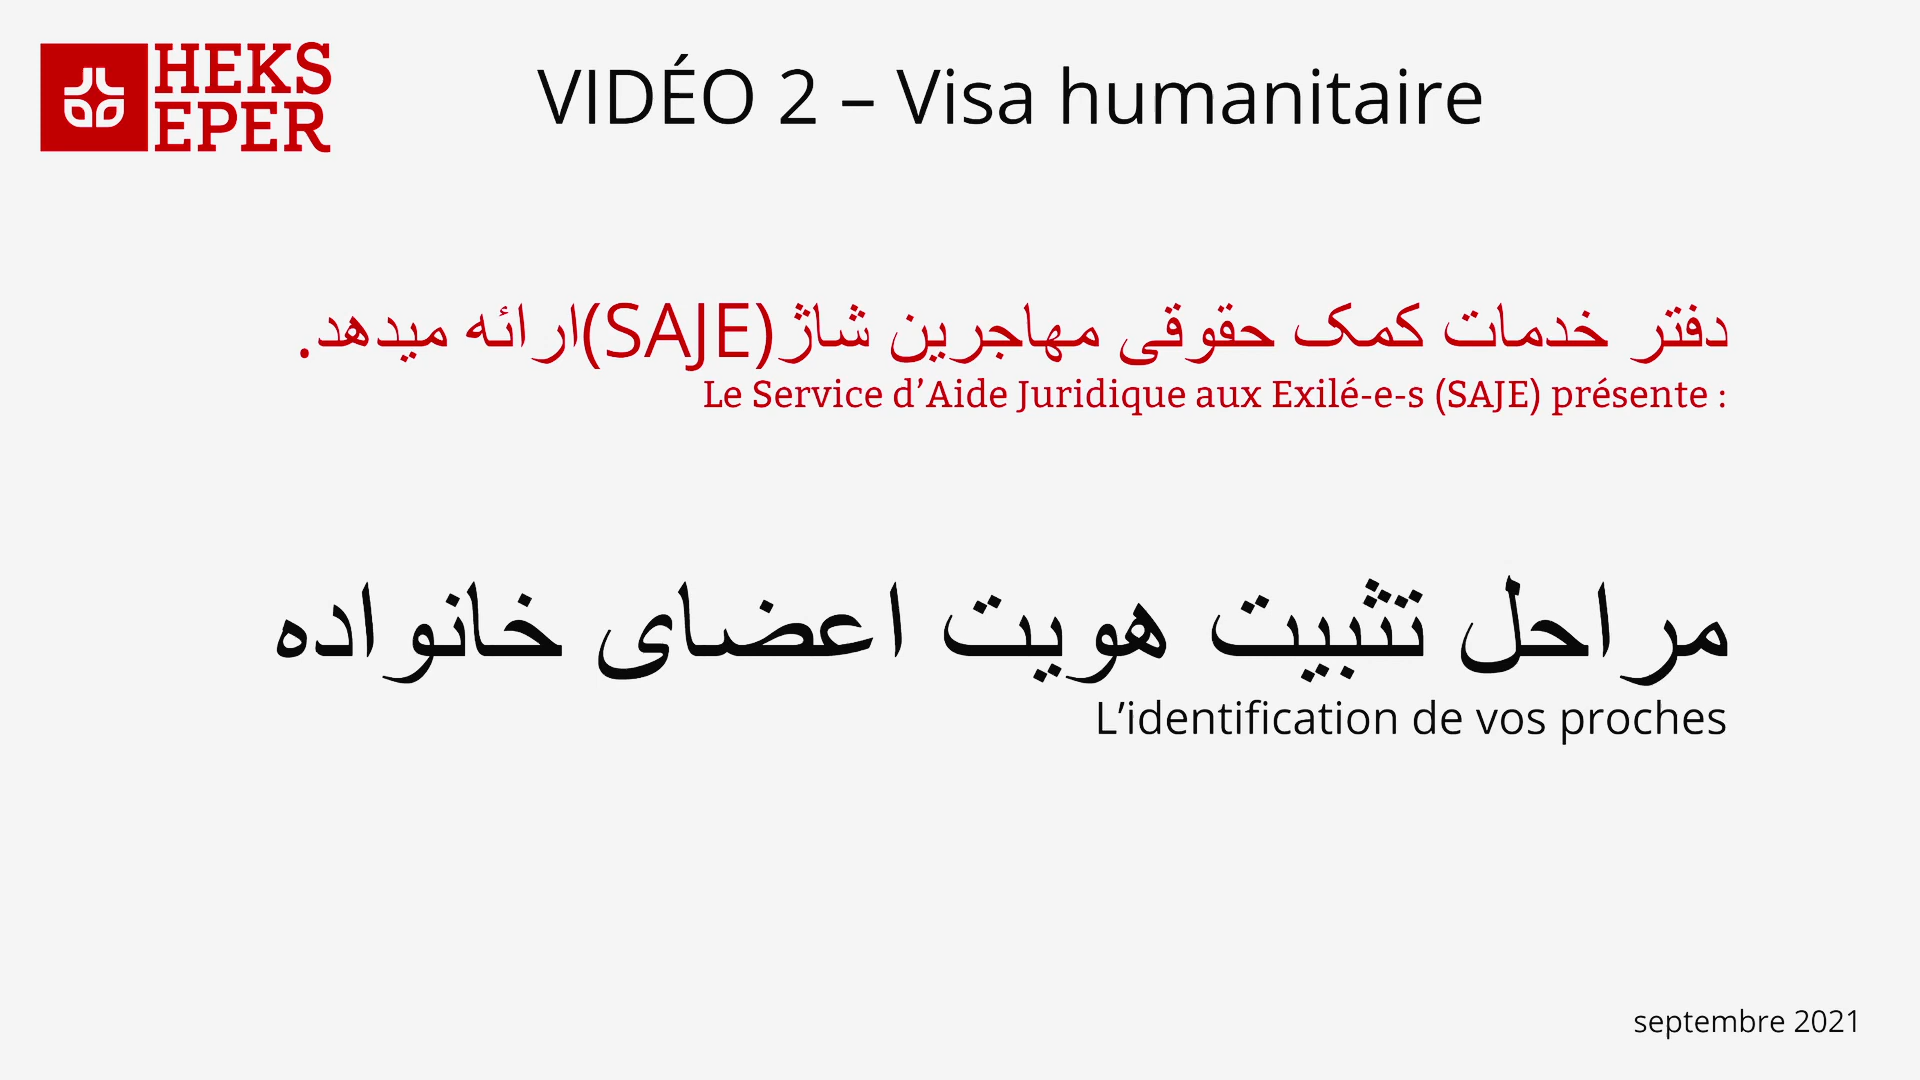 HEKS
EPER
VIDÉO 2 – Visa humanitaire
دفتر خدمات کمک حقوقی مهاجرین شاژ(SAJE)ارائه میدهد.
Le Service d’Aide Juridique aux Exilé-e-s (SAJE) présente :
مراحل تثبیت هویت اعضای خانواده
L’identification de vos proches
septembre 2021